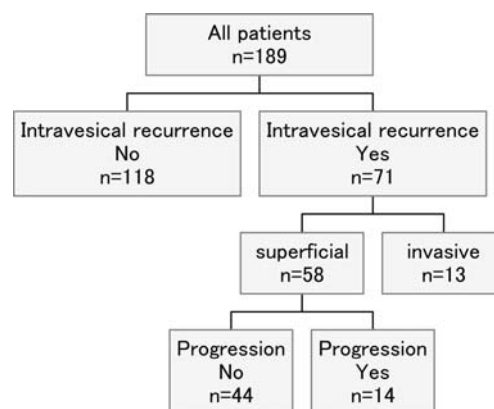 All patients
n=189
Intravesical recurrence
No
n=118
Intravesical recurrence
Yes
n=71
superficial
n=58
invasive
n=13
Progression
No
n=44
Progression
Yes
n=14